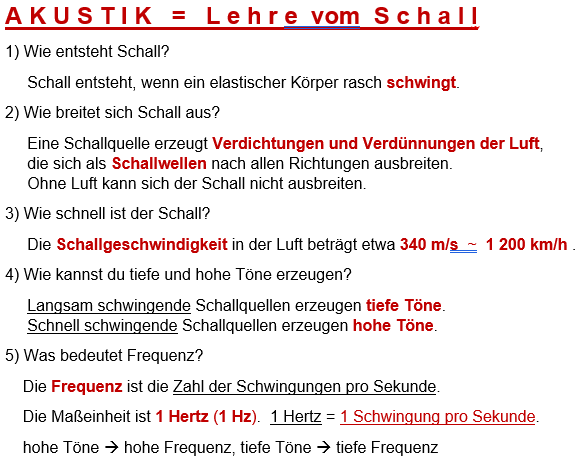 AKUSTIK = Lehre vom Schall
1) Wie entsteht Schall?
Schall entsteht, wenn ein elastischer Körper rasch schwingt.
2) Wie breitet sich Schall aus?
Eine Schallquelle erzeugt Verdichtungen und Verdünnungen der Luft,
die sich als Schallwellen nach allen Richtungen ausbreiten.
Ohne Luft kann sich der Schall nicht ausbreiten.
3) Wie schnell ist der Schall?
Die Schallgeschwindigkeit in der Luft beträgt etwa 340 m/s ~ 1 200 km/h .
4) Wie kannst du tiefe und hohe Töne erzeugen?
Langsam schwingende Schallquellen erzeugen tiefe Töne.
Schnell schwingende Schallquellen erzeugen hohe Töne.
5) Was bedeutet Frequenz?
Die Frequenz ist die Zahl der Schwingungen pro Sekunde.
Die Maßeinheit ist 1 Hertz (1 Hz). 1 Hertz = 1 Schwingung pro Sekunde.
hohe Töne → hohe Frequenz, tiefe Töne → tiefe Frequenz